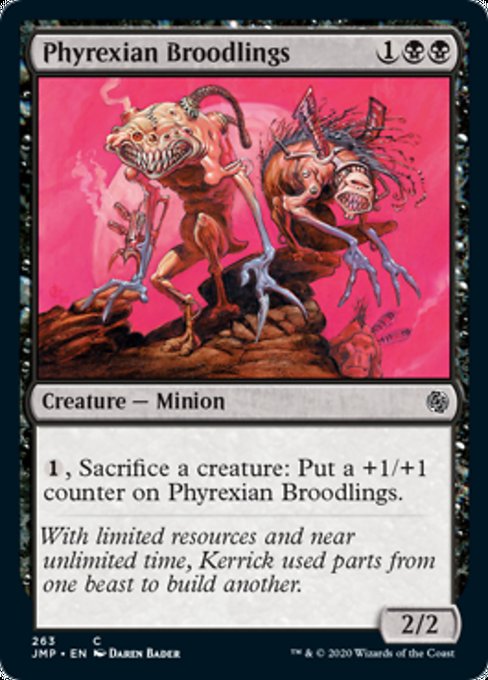 Phyrexian Broodlings 1
Creature — Minion
1, Sacrifice a creature: Put a +1/+1
counter on Phyrexian Broodlings.
With limited resources and near
unlimited time, Kerrick used parts from
one beast to build another.
2/2
263 C
JMP • EN Daren Bader
™ & © 2020 Wizards of the Coast